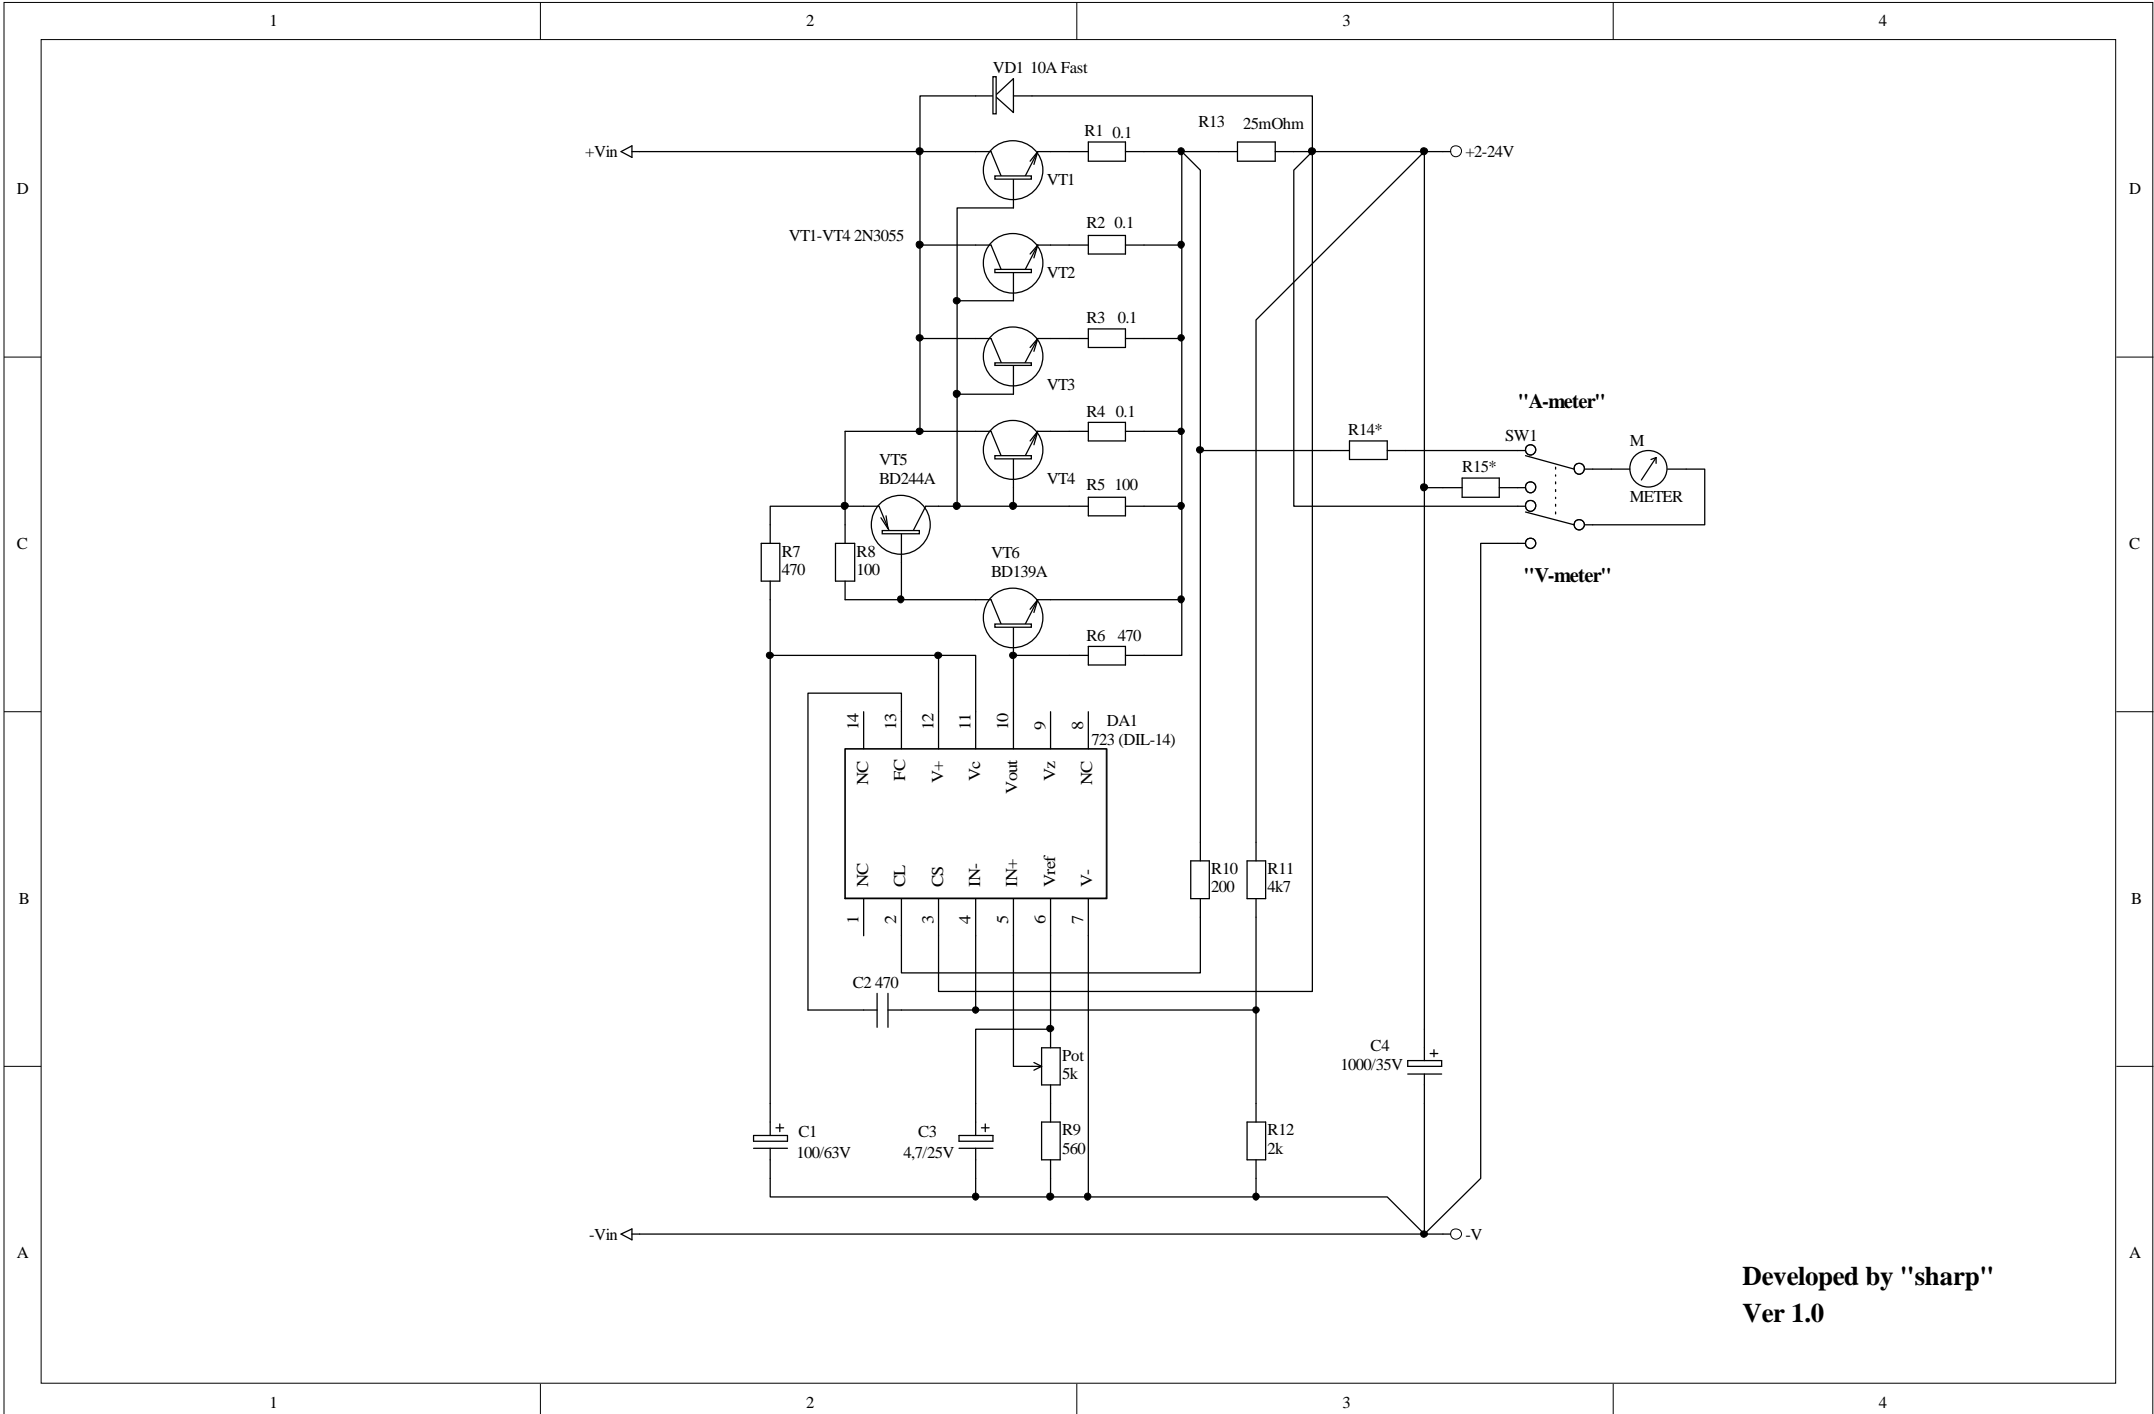 1 2 3 4
VD1 10A Fast
R1 0.1
R13 25mOhm
+Vin
+2-24V
D
VT1
D
R2 0.1
VT1-VT4 2N3055
VT2
R3 0.1
VT3
"A-meter"
R4 0.1
R14*
SW1
M
VT5
BD244A
VT4
R15*
R5 100
METER
C
C
R7
470
R8
100
VT6
BD139A
"V-meter"
R6 470
14 13 12 11 10 9 8
DA1
723 (DIL-14)
NC FC V+ Vc Vout Vz NC
NC CL CS IN- IN+ Vref V-
R10
200
R11
4k7
B
B
1 2 3 4 5 6 7
C2 470
Pot
5k
C4
1000/35V
+
+
C1
100/63V
C3
4,7/25V
+
R9
560
R12
2k
-Vin
-V
A
A
Developed by "sharp"
Ver 1.0
1 2 3 4